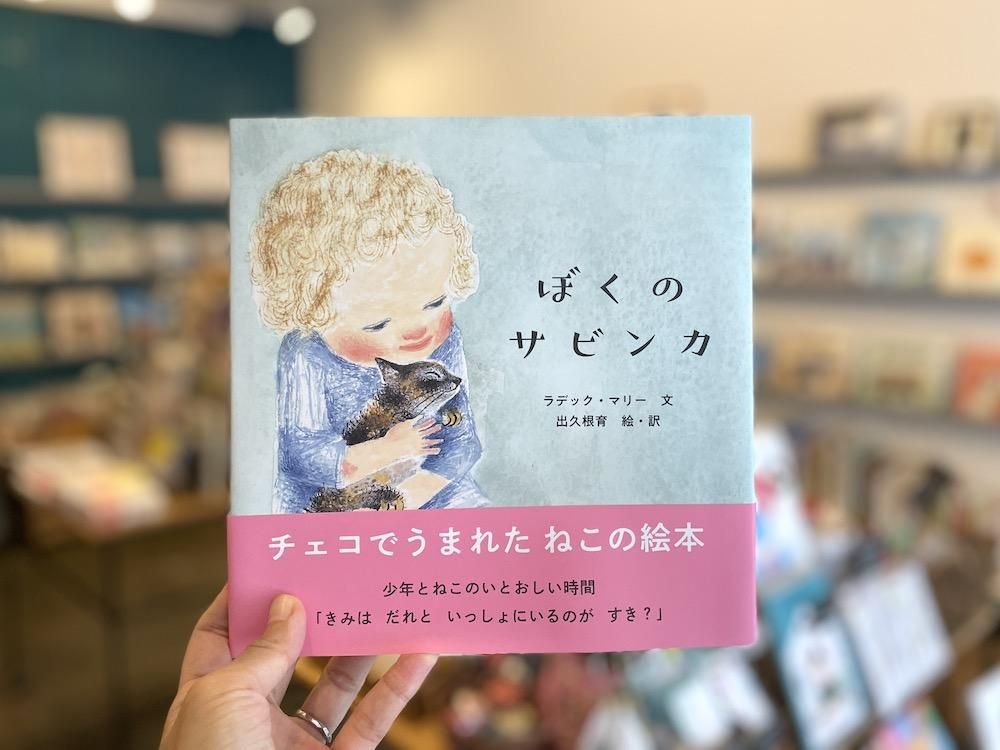 ぼくの
サビンカ
ラデック・マリー 文
出久根育 絵・訳
チェコでうまれた ねこの絵本
少年とねこのいとおしい時間
「きみは だれと いっしょにいるのが すき?」